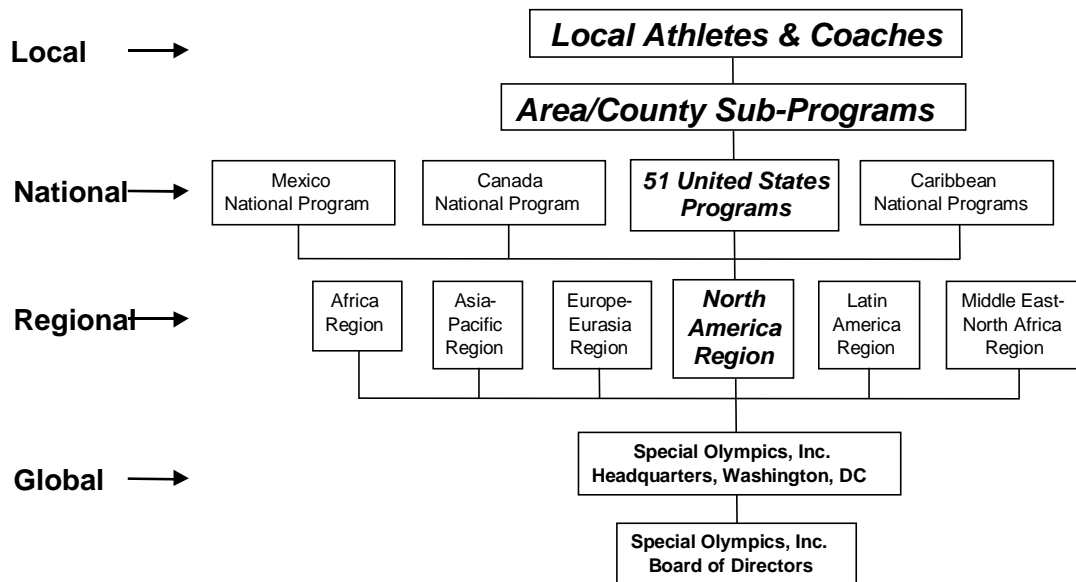 Local
Local Athletes & Coaches
Area/County Sub-Programs
National
Mexico
National Program
Canada
National Program
51 United States
Programs
Caribbean
National Programs
Regional
Africa
Region
Asia-
Pacific
Region
Europe-
Eurasia
Region
North
America
Region
Latin
America
Region
Middle East-
North Africa
Region
Global
Special Olympics, Inc.
Headquarters, Washington, DC
Special Olympics, Inc.
Board of Directors